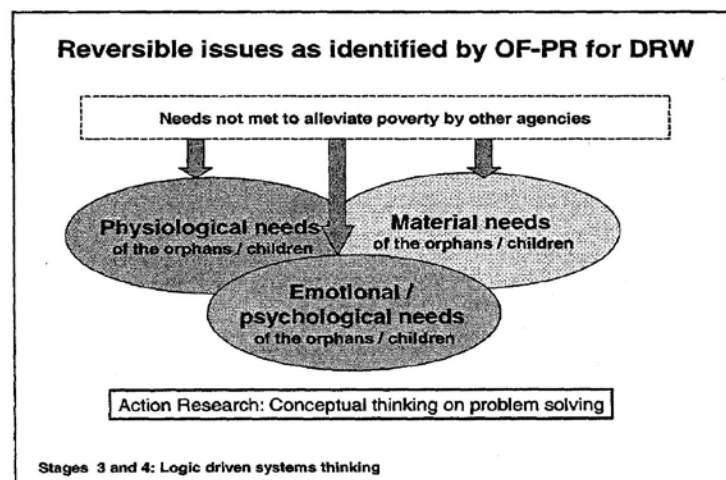 Reversible issues as identified by OF-PR for DRW
Needs not met to alleviate poverty by other agencies
Physiological needs
of the orphans / children
Material needs
of the orphans / children
Emotional /
psychological needs
of the orphans / children
Action Research: Conceptual thinking on problem solving
Stages 3 and 4: Logic driven systems thinking